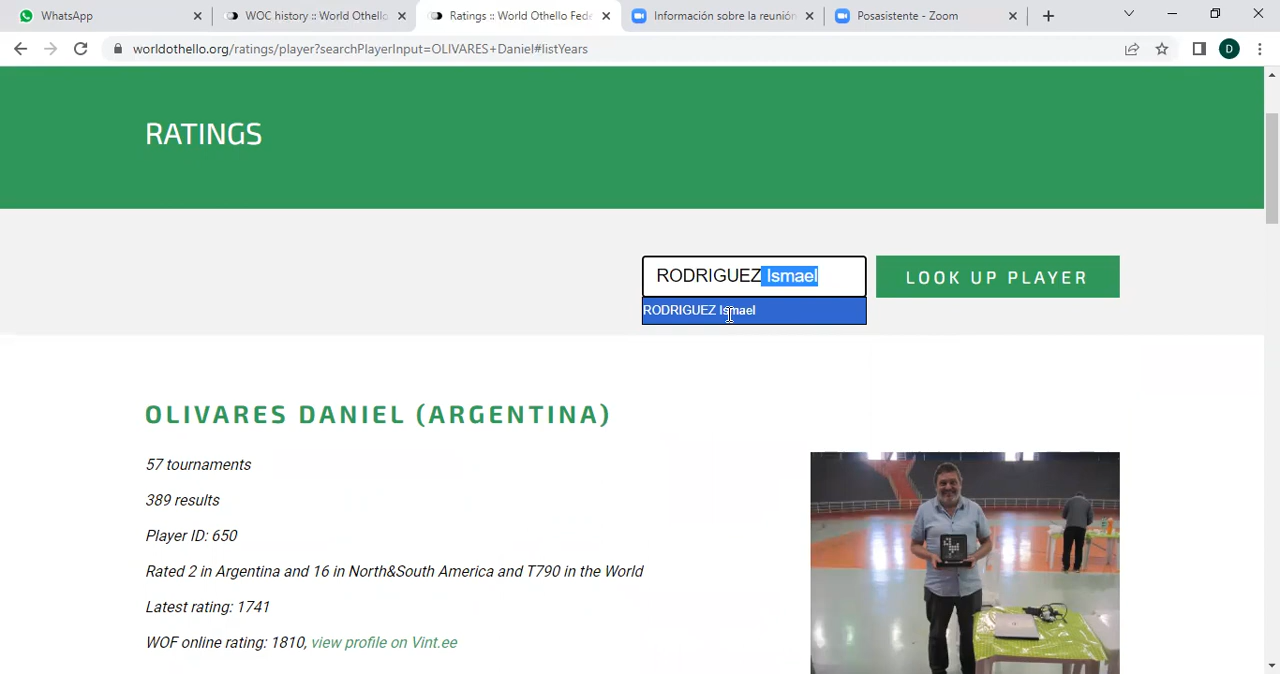 WhatsApp
WOC history :: World Othello
Ratings :: World Othello Fede
Información sobre la reunión
Posasistente - Zoom
worldothello.org/ratings/player?searchPlayerInput=OLIVARES+Daniel#listYears
D
RATINGS
RODRIGUEZ Ismael
LOOK UP PLAYER
RODRIGUEZ Ismael
OLIVARES DANIEL (ARGENTINA)
57 tournaments
389 results
Player ID: 650
Rated 2 in Argentina and 16 in North&South America and T790 in the World
Latest rating: 1741
WOF online rating: 1810, view profile on Vint.ee